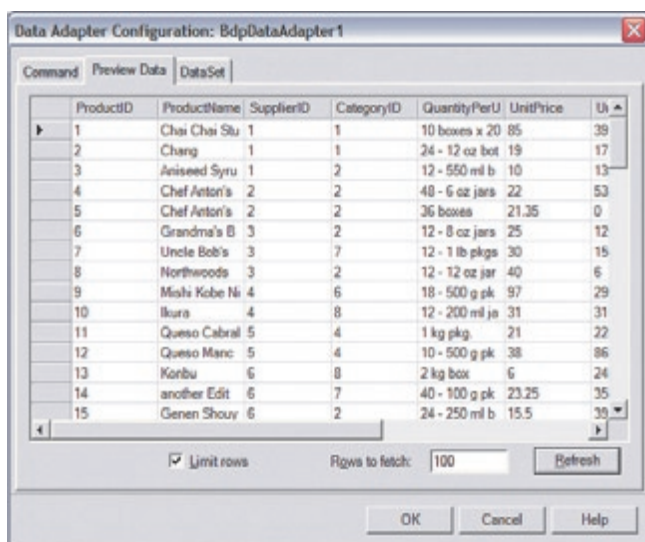 Data Adapter Configuration: BdpDataAdapter1
Command Preview Data DataSet
ProductID ProductName SupplierID CategoryID QuantityPerU UnitPrice
1 Chai Chai Stu 1 1 10 boxes x 20 85 39
2 Chang 1 1 24 - 12 oz bot 19 17
3 Aniseed Syru 1 2 12 - 550 ml b 10 13
4 Chef Anton's 2 2 48 - 6 oz jars 22 53
5 Chef Anton's 2 2 36 boxes 21.35 0
6 Grandma's B 3 2 12 - 8 oz jars 25 12
7 Uncle Bob's 3 7 12 - 1 lb pkgs 30 15
8 Northwoods 3 2 12 - 12 oz jar 40 6
9 Mishi Kobe Ni 4 6 18 - 500 g pk 97 29
10 Ikura 4 8 12 - 200 ml ja 31 31
11 Queso Cabral 5 4 1 kg pkg. 21 22
12 Queso Manc 5 4 10 - 500 g pk 38 86
13 Konbu 6 8 2 kg box 6 24
14 another Edit 6 7 40 - 100 g pk 23.25 35
15 Genen Shouy 6 2 24 - 250 ml b 15.5 39
Limit rows Rows to fetch: 100 Refresh
OK Cancel Help